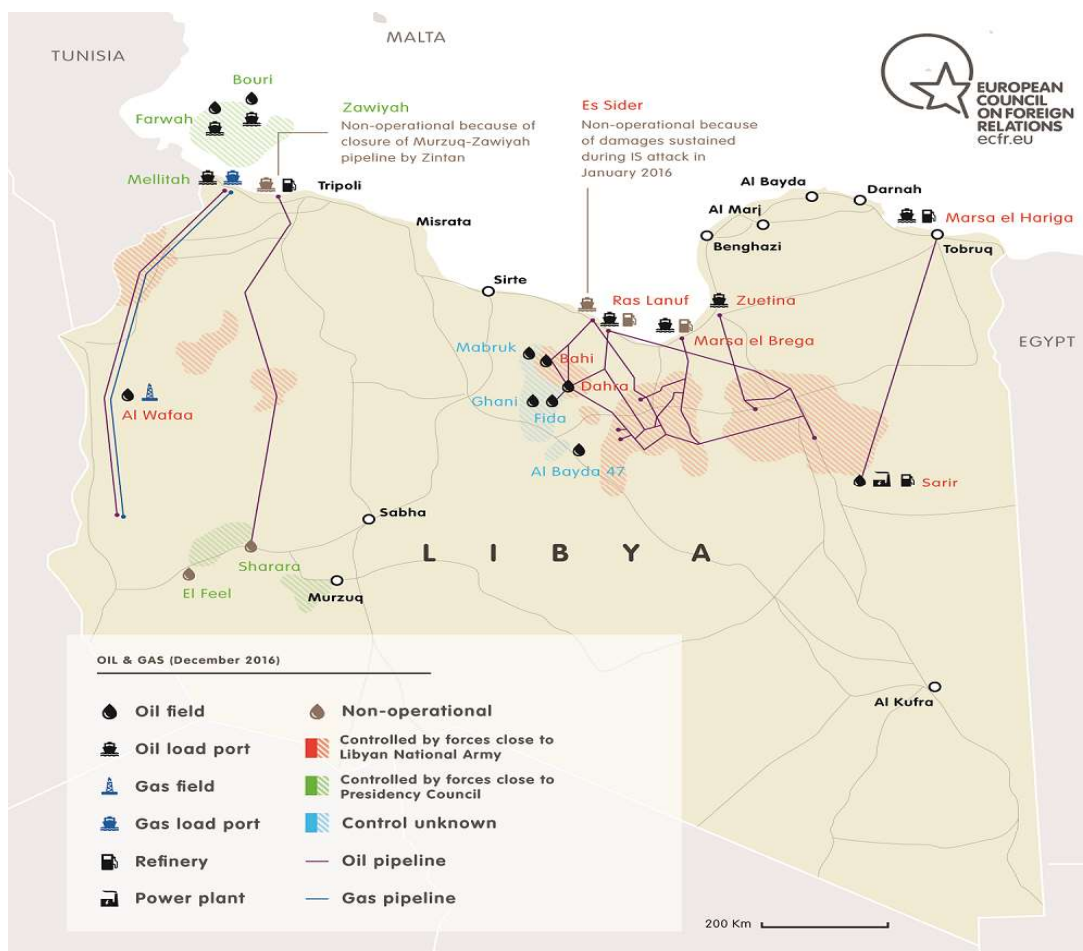 TUNISIA
MALTA
EUROPEAN
COUNCIL
ON FOREIGN
RELATIONS
ecfr.eu
Bouri
Farwah
Zawiyah
Non-operational because of
closure of Murzuq-Zawiyah
pipeline by Zintan
Es Sider
Non-operational because
of damages sustained
during IS attack in
January 2016
Mellitah
Tripoli
Misrata
Sirte
Al Bayda
Darnah
Al Marj
Benghazi
Marsa el Hariga
Tobruq
Ras Lanuf
Zuetina
Marsa el Brega
EGYPT
Mabruk
Bahi
Dahra
Ghani
Fida
Al Wafaa
Al Bayda 47
Sarir
Sabha
LIBYA
Sharara
El Feel
Murzuq
Al Kufra
OIL & GAS (December 2016)
Oil field
Oil load port
Gas field
Gas load port
Refinery
Power plant
Non-operational
Controlled by forces close to
Libyan National Army
Controlled by forces close to
Presidency Council
Control unknown
Oil pipeline
Gas pipeline
200 Km